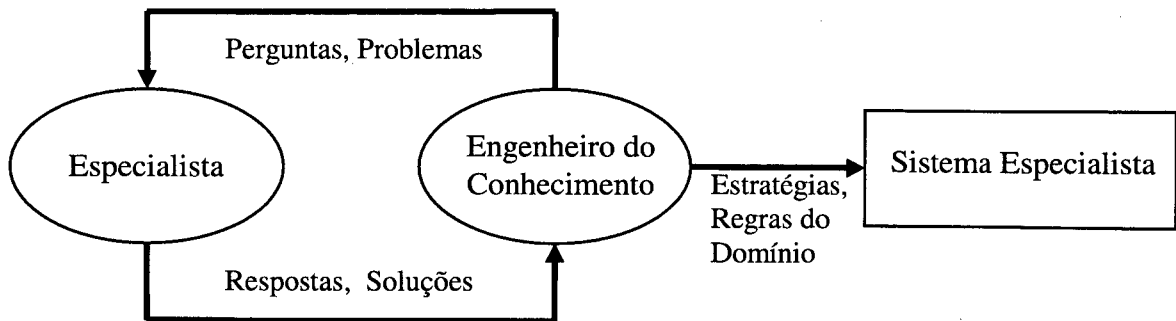 Perguntas, Problemas
Especialista
Engenheiro do
Conhecimento
Sistema Especialista
Estratégias,
Regras do
Domínio
Respostas, Soluções